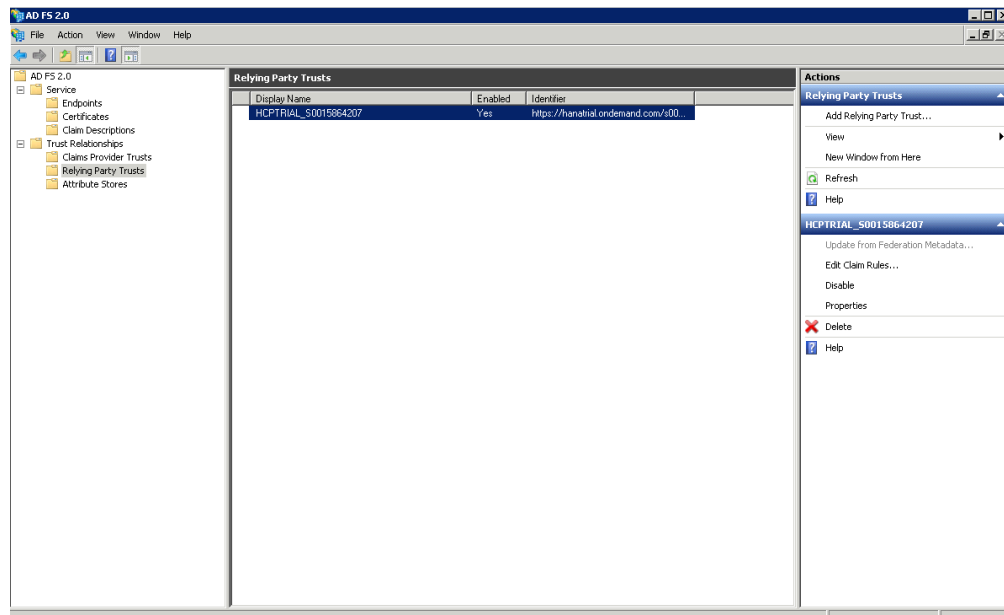 AD FS 2.0
File Action View Window Help
AD FS 2.0
Service
Endpoints
Certificates
Claim Descriptions
Trust Relationships
Claims Provider Trusts
Relying Party Trusts
Attribute Stores
Relying Party Trusts
Display Name Enabled Identifier
HCPTRIAL_S0015864207 Yes https://hanatrial.ondemand.com/s00...
Actions
Relying Party Trusts
Add Relying Party Trust...
View
New Window from Here
Refresh
Help
HCPTRIAL_S0015864207
Update from Federation Metadata...
Edit Claim Rules...
Disable
Properties
Delete
Help